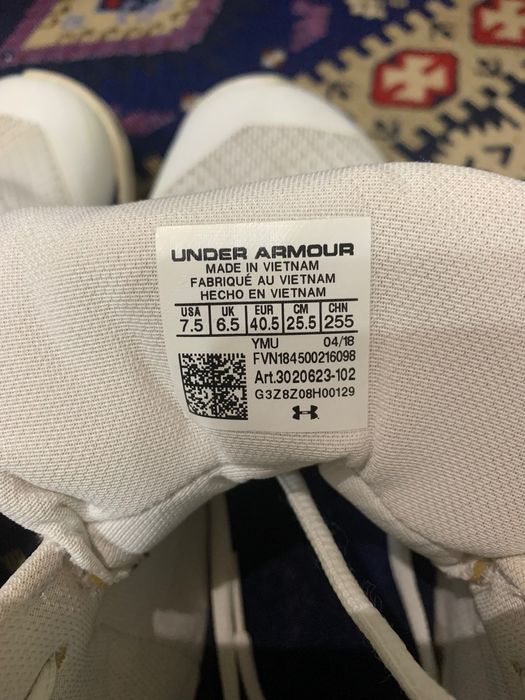 UNDER ARMOUR
MADE IN VIETNAM
FABRIQUÉ AU VIETNAM
HECHO EN VIETNAM
USA UK EUR CM CHN
7.5 6.5 40.5 25.5 255
YMU 04/18
FVN184500216098
Art.3020623-102
G3Z8Z08H00129